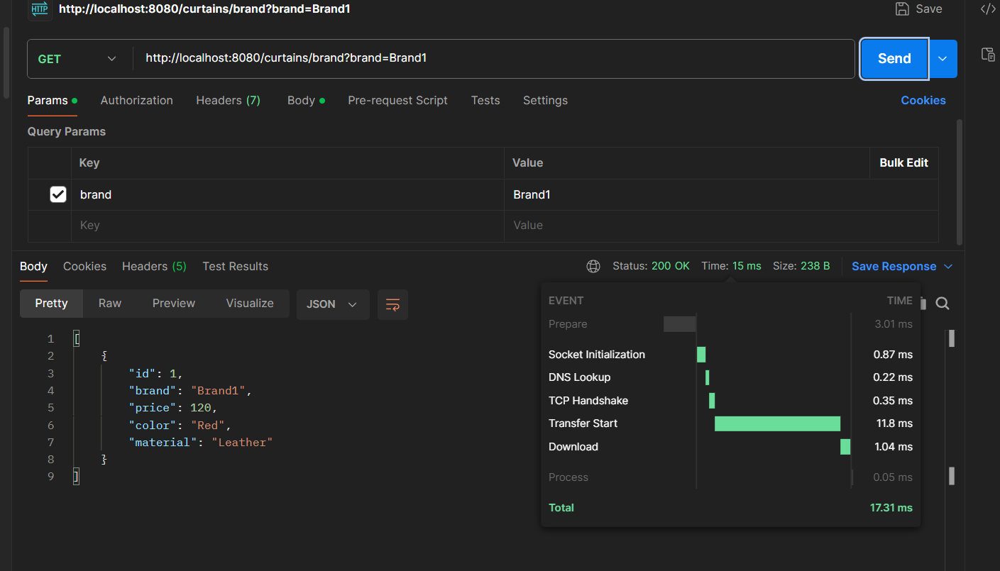 HTTP http://localhost:8080/curtains/brand?brand=Brand1 Save </>
GET http://localhost:8080/curtains/brand?brand=Brand1 Send
Params Authorization Headers (7) Body Pre-request Script Tests Settings Cookies
Query Params
Key Value Bulk Edit
brand Brand1
Key Value
Body Cookies Headers (5) Test Results Status: 200 OK Time: 15 ms Size: 238 B Save Response
Pretty Raw Preview Visualize JSON
1 [
2 {
3 "id": 1,
4 "brand": "Brand1",
5 "price": 120,
6 "color": "Red",
7 "material": "Leather"
8 }
9 ]
EVENT TIME
Prepare 3.01 ms
Socket Initialization 0.87 ms
DNS Lookup 0.22 ms
TCP Handshake 0.35 ms
Transfer Start 11.8 ms
Download 1.04 ms
Process 0.05 ms
Total 17.31 ms